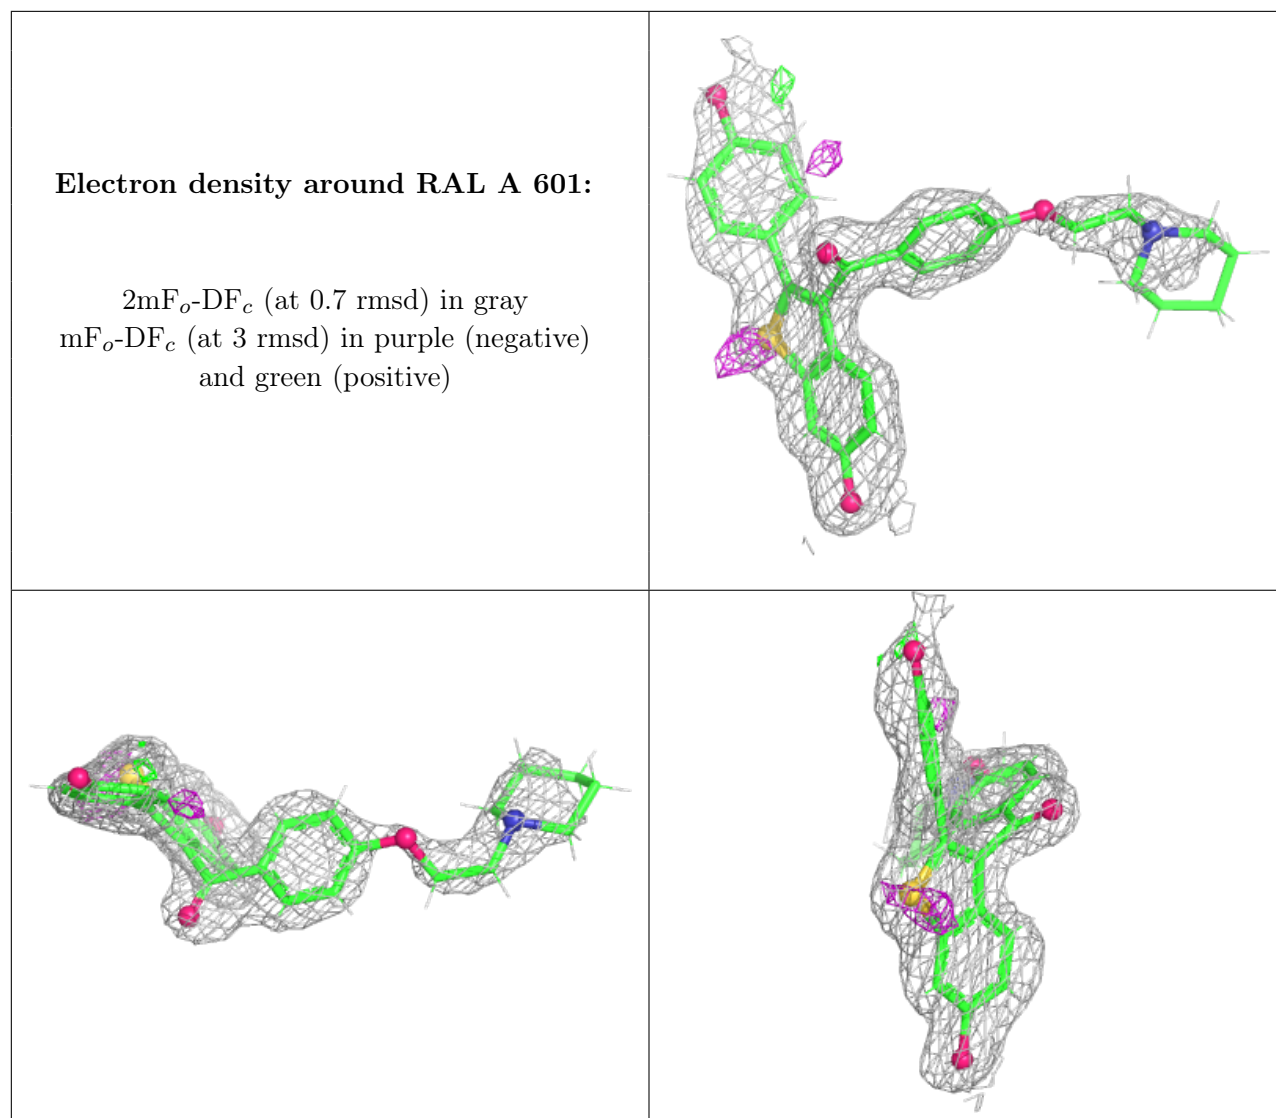 Electron density around RAL A 601:
2mFo-DFc (at 0.7 rmsd) in gray
mFo-DFc (at 3 rmsd) in purple (negative)
and green (positive)